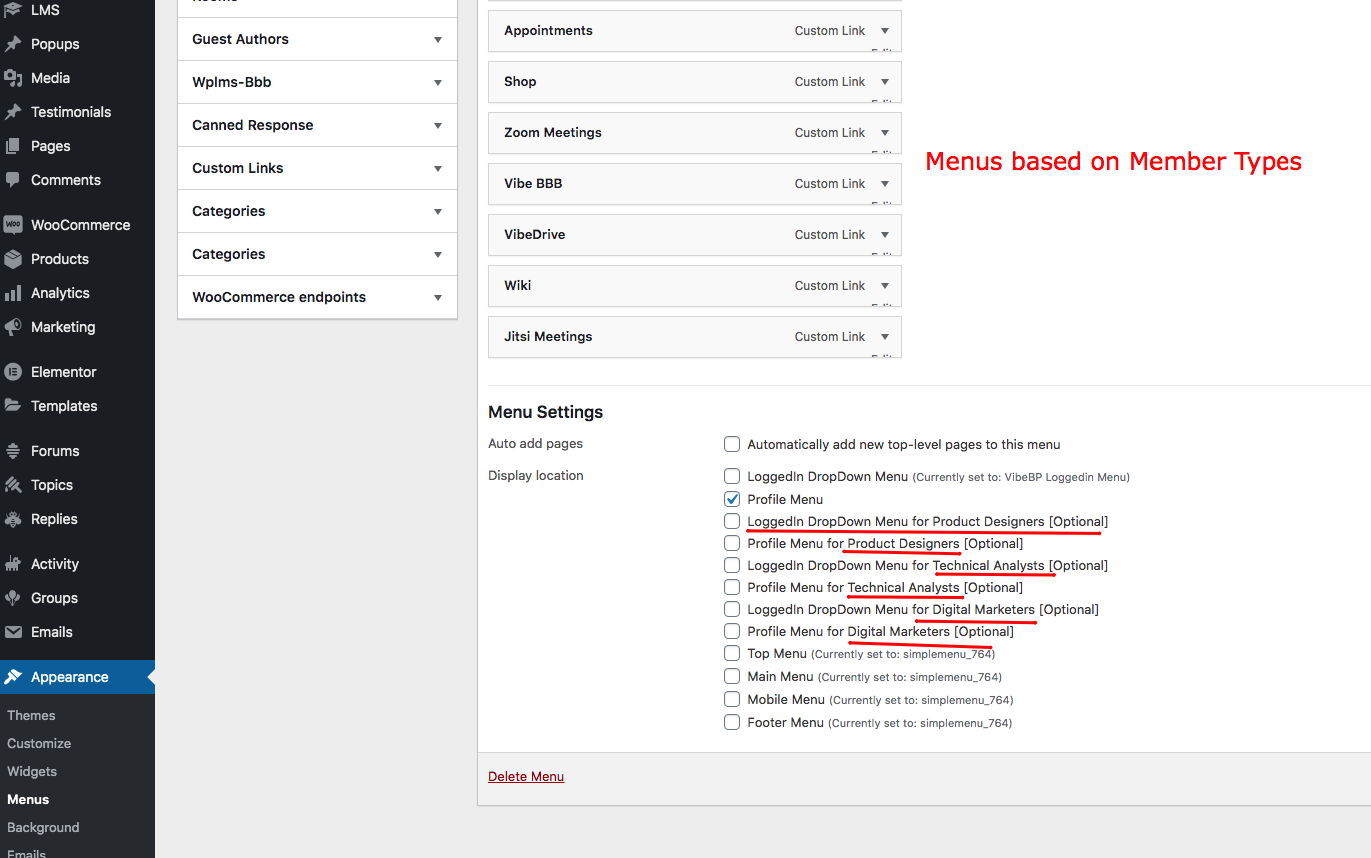 LMS
Popups
Media
Testimonials
Pages
Comments
WooCommerce
Products
Analytics
Marketing
Elementor
Templates
Forums
Topics
Replies
Activity
Groups
Emails
Appearance
Themes
Customize
Widgets
Menus
Background
Emails
Guest Authors
Wplms-Bbb
Canned Response
Custom Links
Categories
Categories
WooCommerce endpoints
Appointments Custom Link
Edit
Shop Custom Link
Edit
Zoom Meetings Custom Link
Edit
Vibe BBB Custom Link
Edit
VibeDrive Custom Link
Edit
Wiki Custom Link
Edit
Jitsi Meetings Custom Link
Edit
Menus based on Member Types
Menu Settings
Auto add pages Automatically add new top-level pages to this menu
Display location LoggedIn DropDown Menu (Currently set to: VibeBP Loggedin Menu)
Profile Menu
LoggedIn DropDown Menu for Product Designers [Optional]
Profile Menu for Product Designers [Optional]
LoggedIn DropDown Menu for Technical Analysts [Optional]
Profile Menu for Technical Analysts [Optional]
LoggedIn DropDown Menu for Digital Marketers [Optional]
Profile Menu for Digital Marketers [Optional]
Top Menu (Currently set to: simplemenu_764)
Main Menu (Currently set to: simplemenu_764)
Mobile Menu (Currently set to: simplemenu_764)
Footer Menu (Currently set to: simplemenu_764)
Delete Menu